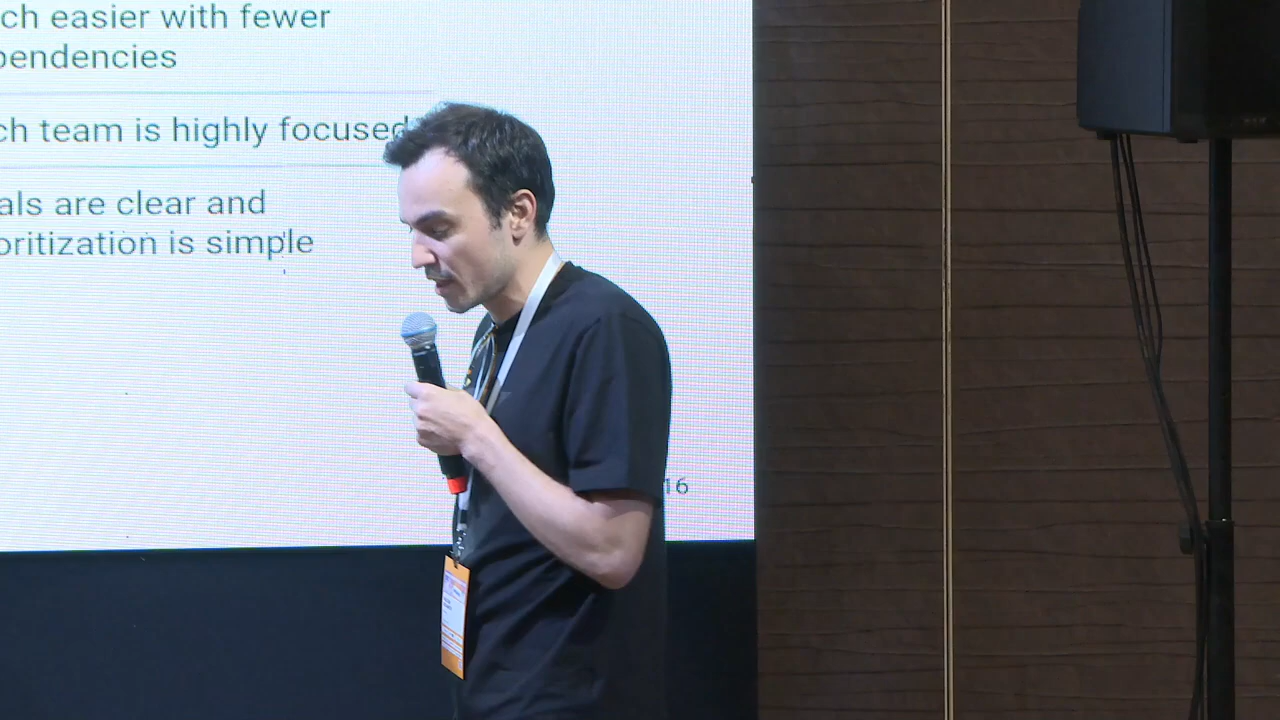 ch easier with fewer
pendencies
ch team is highly focused
als are clear and
oritization is simple
16